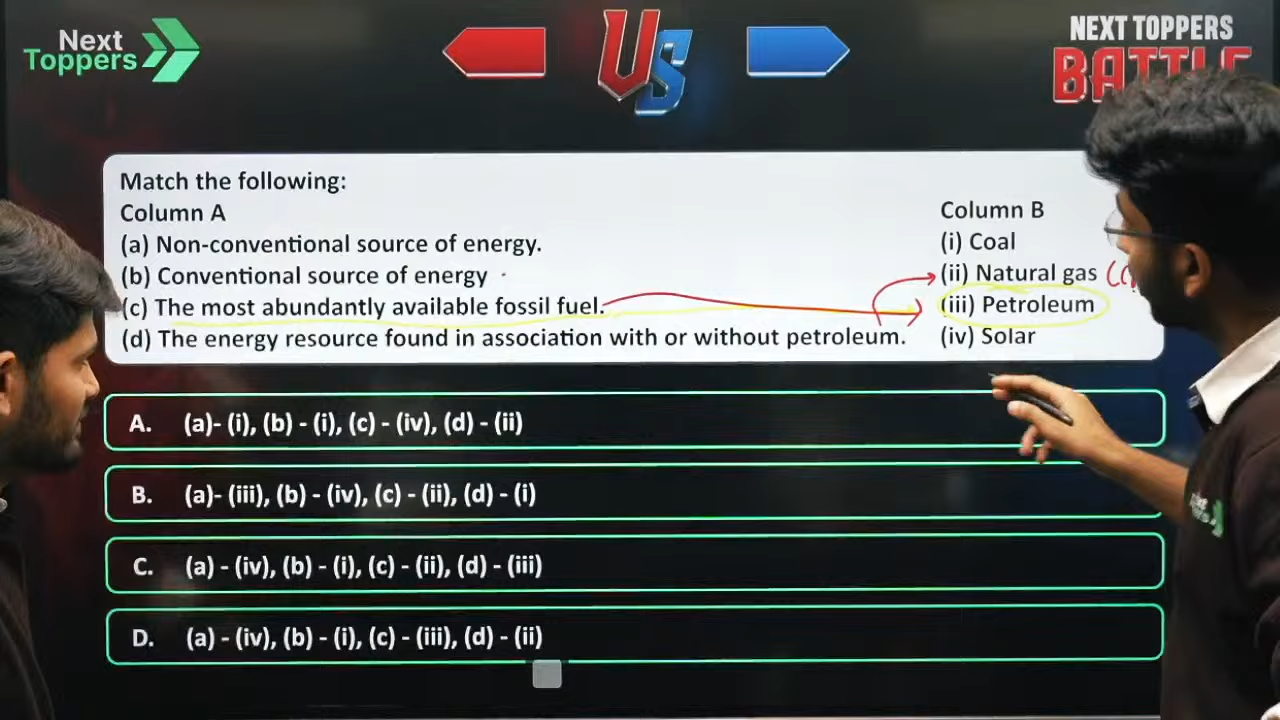 Next
Toppers
US
NEXT TOPPERS
BATTLE
Match the following:
Column A
Column B
(a) Non-conventional source of energy.
(i) Coal
(b) Conventional source of energy
(ii) Natural gas
(c) The most abundantly available fossil fuel.
(iii) Petroleum
(d) The energy resource found in association with or without petroleum.
(iv) Solar
A. (a)- (i), (b) - (i), (c) - (iv), (d) - (ii)
B. (a)- (iii), (b) - (iv), (c) - (ii), (d) - (i)
C. (a) - (iv), (b) - (i), (c) - (ii), (d) - (iii)
D. (a) - (iv), (b) - (i), (c) - (iii), (d) - (ii)